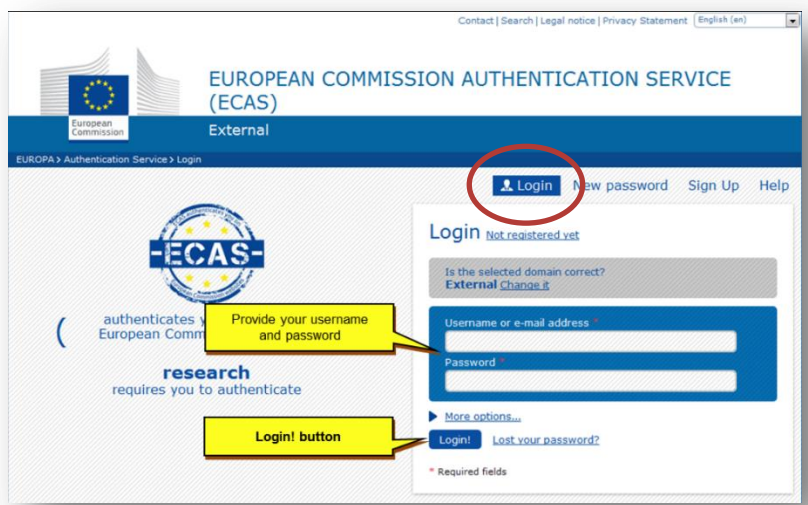 Contact | Search | Legal notice | Privacy Statement English (en)
EUROPEAN COMMISSION AUTHENTICATION SERVICE
(ECAS)
European
Commission
External
EUROPA > Authentication Service > Login
Login New password Sign Up Help
ECAS
Login Not registered yet
Is the selected domain correct?
External Change it
authenticates
European Comm
Provide your username
and password
Username or e-mail address *
Password *
research
requires you to authenticate
More options...
Login! button
Login! Lost your password?
* Required fields